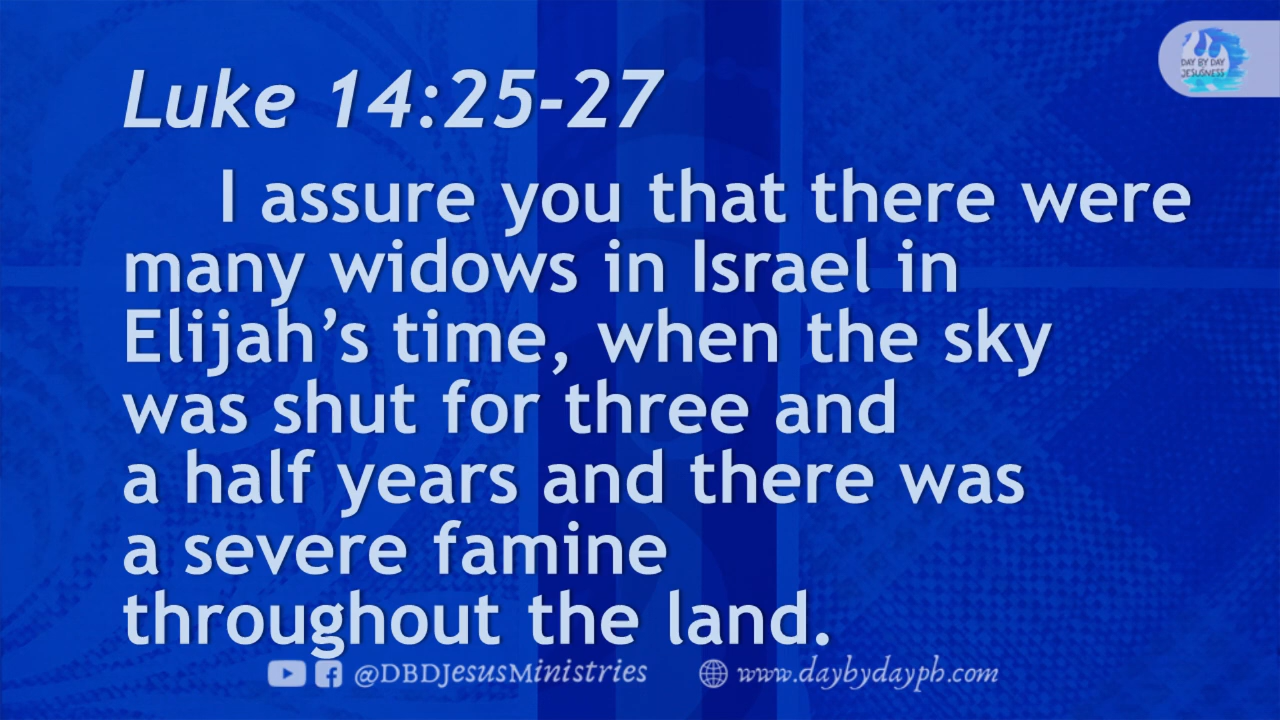 Luke 14:25-27
DAY BY DAY
JESUSNESS
I assure you that there were
many widows in Israel in
Elijah’s time, when the sky
was shut for three and
a half years and there was
a severe famine
throughout the land.
@DBDJesusMinistries www.daybydayph.com